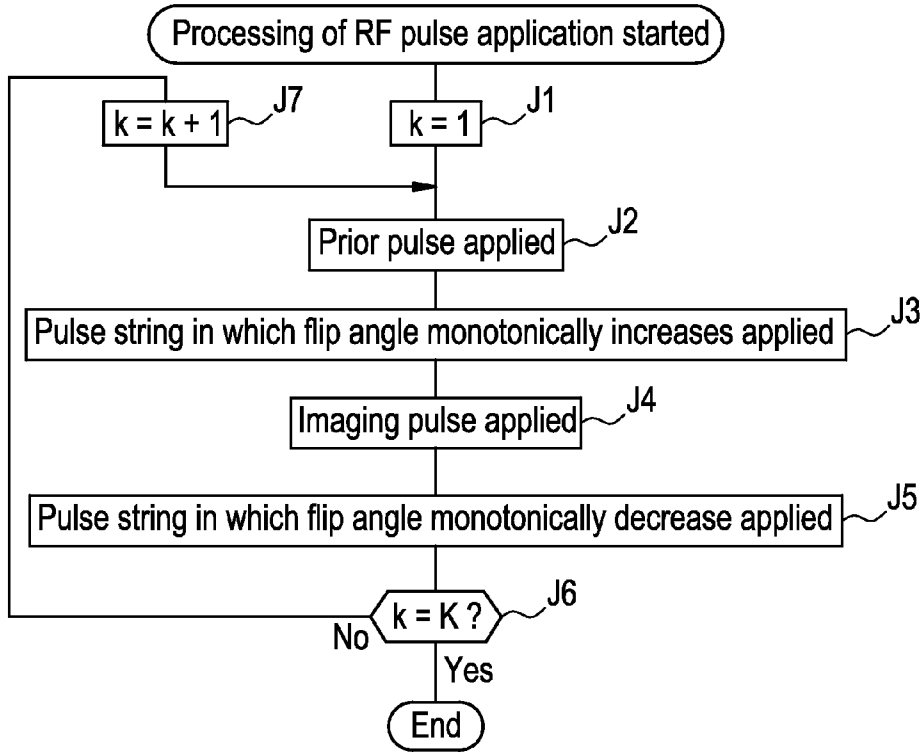 Processing of RF pulse application started
k = k + 1
J7
k = 1
J1
Prior pulse applied
J2
Pulse string in which flip angle monotonically increases applied
J3
Imaging pulse applied
J4
Pulse string in which flip angle monotonically decrease applied
J5
k = K ?
J6
No
Yes
End